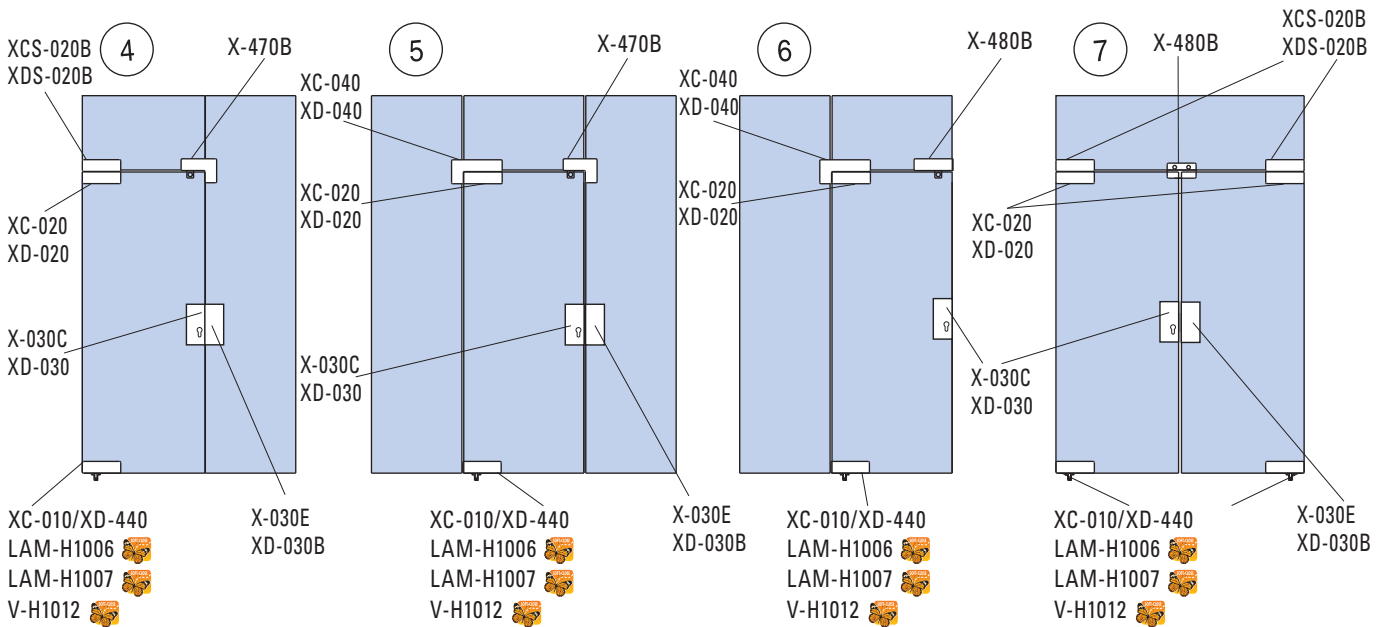 4
XCS-020B
XDS-020B
X-470B
XC-020
XD-020
X-030C
XD-030
XC-010/XD-440
LAM-H1006
LAM-H1007
V-H1012
X-030E
XD-030B
5
X-470B
XC-040
XD-040
XC-020
XD-020
X-030C
XD-030
XC-010/XD-440
LAM-H1006
LAM-H1007
V-H1012
X-030E
XD-030B
6
X-480B
XC-040
XD-040
XC-020
XD-020
X-030C
XD-030
XC-010/XD-440
LAM-H1006
LAM-H1007
V-H1012
7
X-480B
XCS-020B
XDS-020B
XC-020
XD-020
XC-010/XD-440
LAM-H1006
LAM-H1007
V-H1012
X-030E
XD-030B